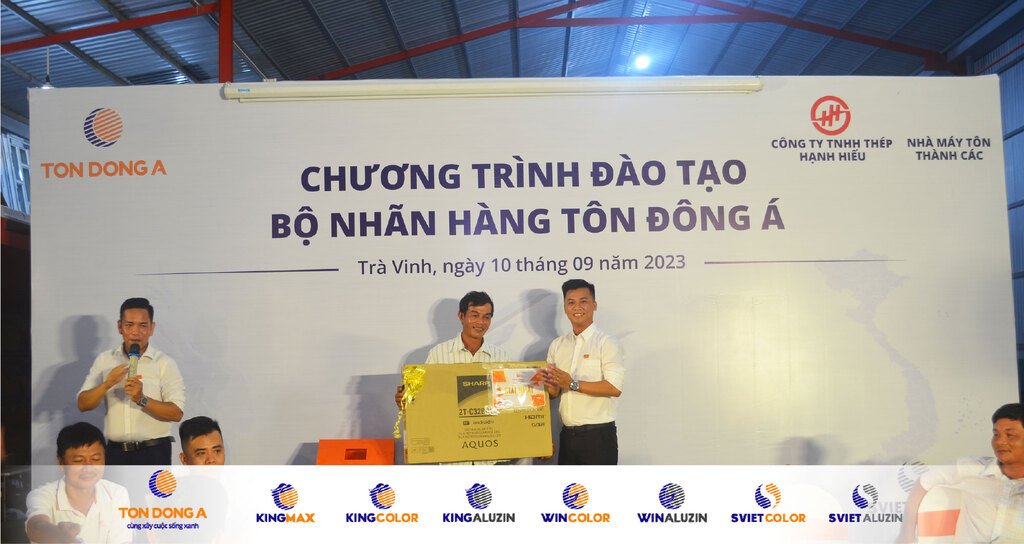 TON DONG A
CÔNG TY TNHH THÉP
HẠNH HIẾU
NHÀ MÁY TÔN
THÀNH CÁC
CHƯƠNG TRÌNH ĐÀO TẠO
BỘ NHÃN HÀNG TÔN ĐÔNG Á
Trà Vinh, ngày 10 tháng 09 năm 2023
SHARP
AQUOS
TON DONG A
cùng xây cuộc sống xanh
KINGMAX
KINGCOLOR
KINGALUZIN
WINCOLOR
WINALUZIN
SVIETCOLOR
SVIETALUZIN